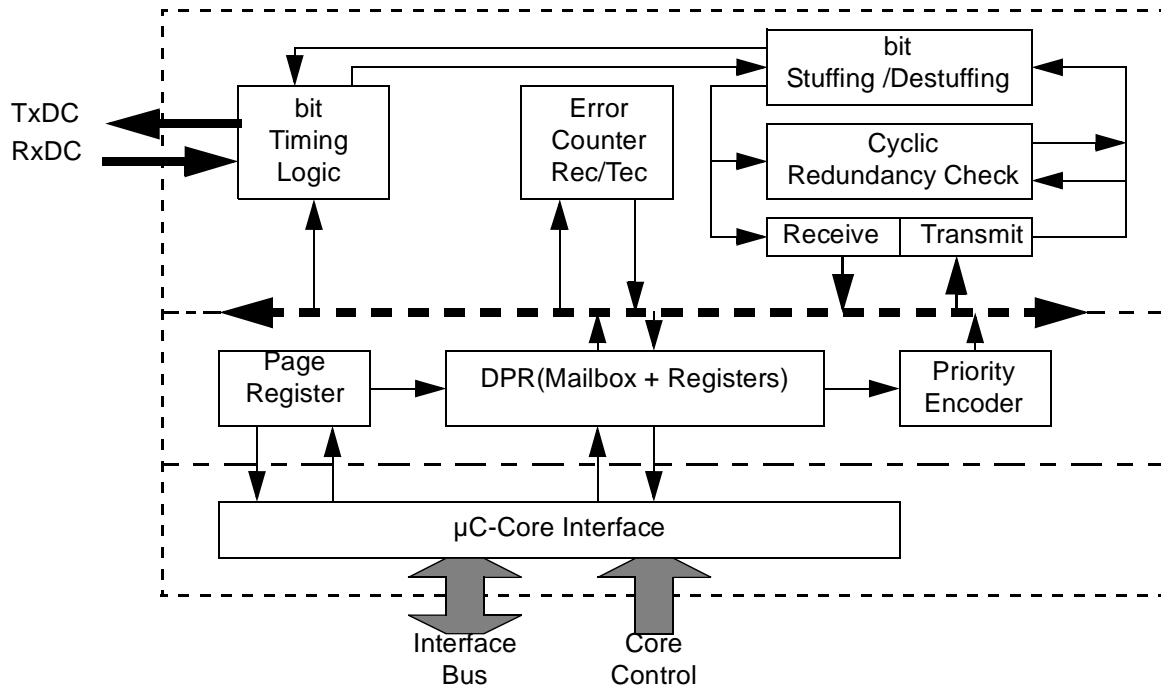 bit
Stuffing /Destuffing
TxDC
RxDC
bit
Timing
Logic
Error
Counter
Rec/Tec
Cyclic
Redundancy Check
Receive
Transmit
Page
Register
DPR(Mailbox + Registers)
Priority
Encoder
µC-Core Interface
Interface
Bus
Core
Control